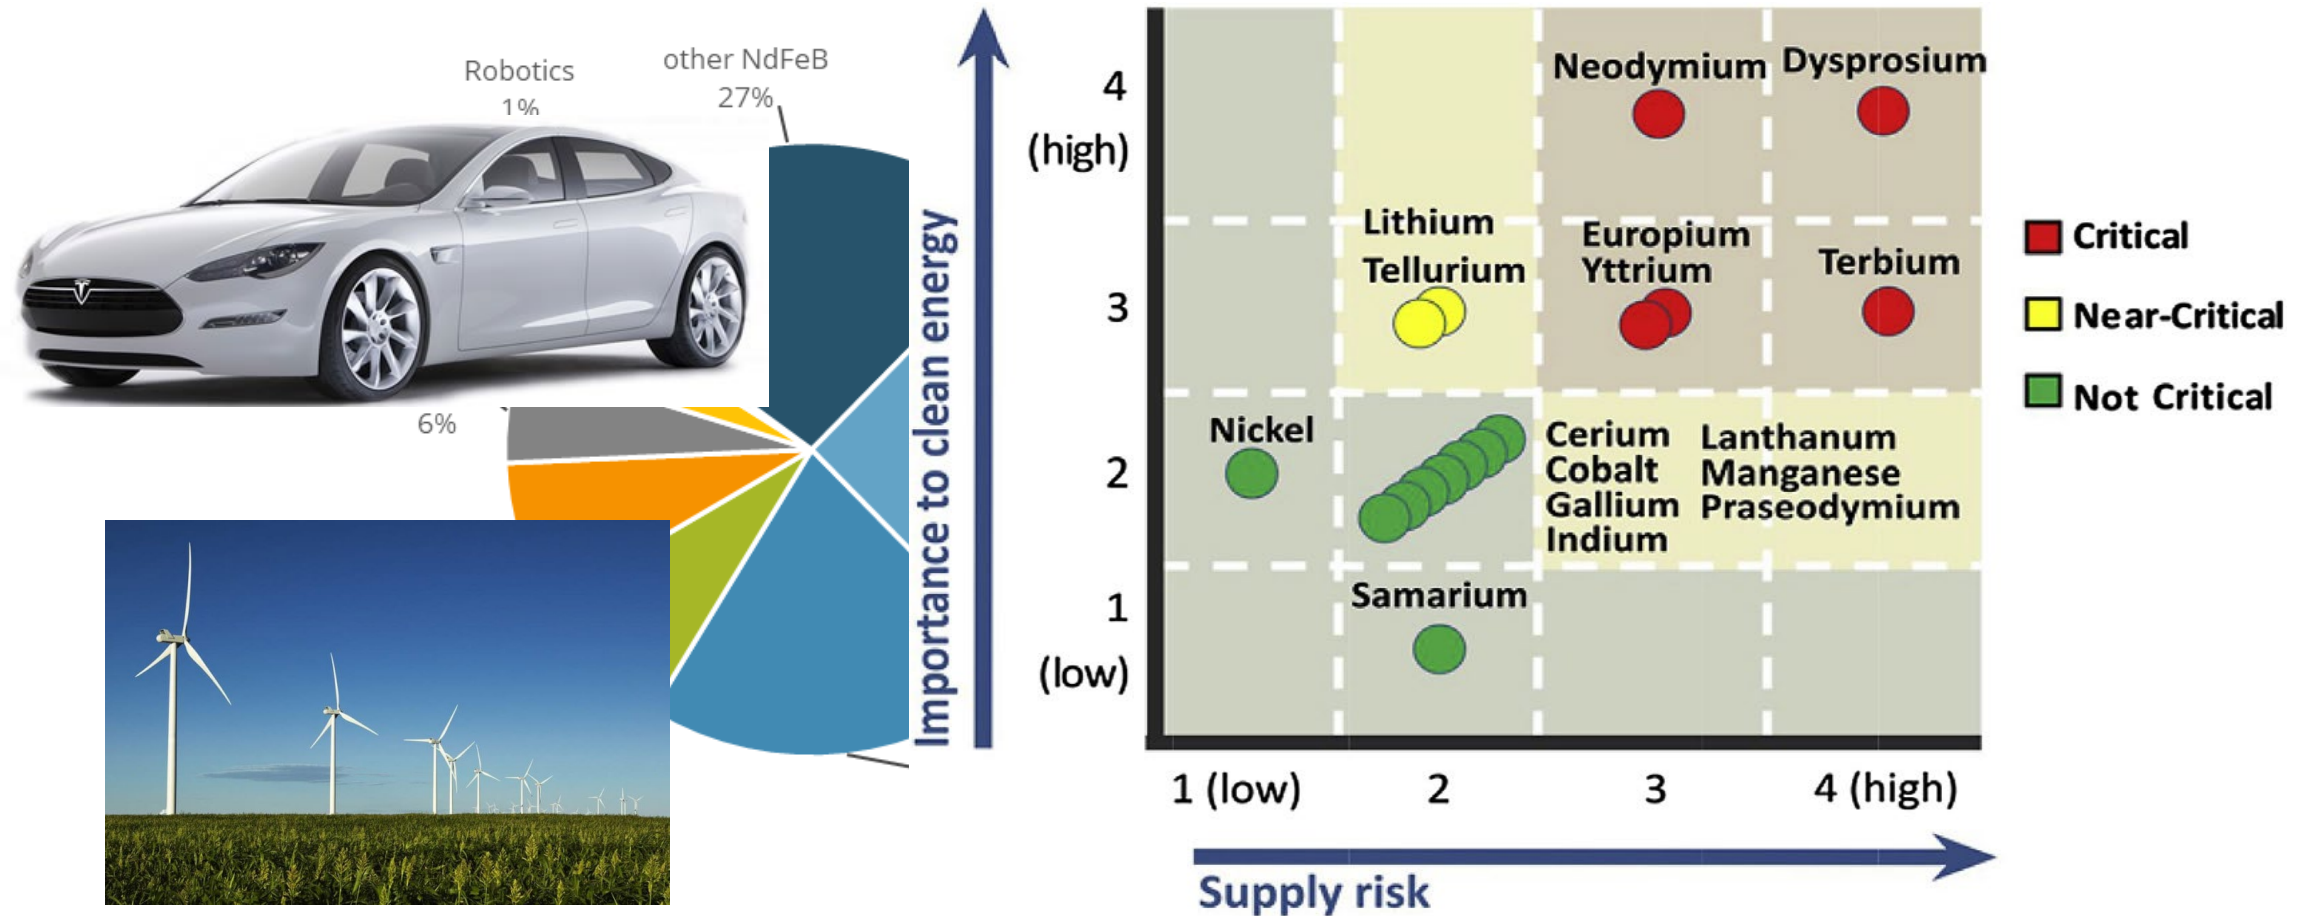 Robotics
1%
other NdFeB
27%
6%
Importance to clean energy
4
(high)
3
2
1
(low)
Neodymium
Dysprosium
Lithium
Tellurium
Europium
Yttrium
Terbium
Nickel
Cerium
Cobalt
Gallium
Indium
Lanthanum
Manganese
Praseodymium
Samarium
1 (low)
2
3
4 (high)
Supply risk
Critical
Near-Critical
Not Critical